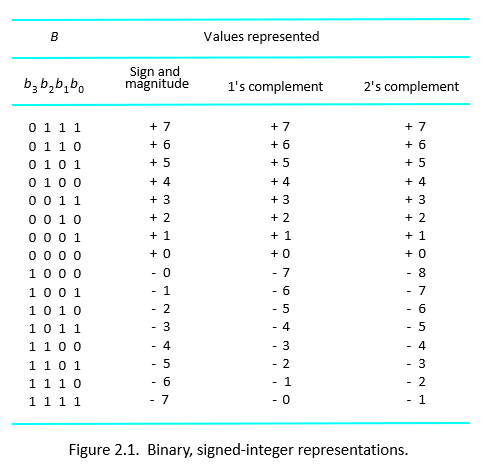 B Values represented
b3 b2 b1 b0 Sign and magnitude 1's complement 2's complement
0 1 1 1 + 7 + 7 + 7
0 1 1 0 + 6 + 6 + 6
0 1 0 1 + 5 + 5 + 5
0 1 0 0 + 4 + 4 + 4
0 0 1 1 + 3 + 3 + 3
0 0 1 0 + 2 + 2 + 2
0 0 0 1 + 1 + 1 + 1
0 0 0 0 + 0 + 0 + 0
1 0 0 0 - 0 - 7 - 8
1 0 0 1 - 1 - 6 - 7
1 0 1 0 - 2 - 5 - 6
1 0 1 1 - 3 - 4 - 5
1 1 0 0 - 4 - 3 - 4
1 1 0 1 - 5 - 2 - 3
1 1 1 0 - 6 - 1 - 2
1 1 1 1 - 7 - 0 - 1
Figure 2.1. Binary, signed-integer representations.